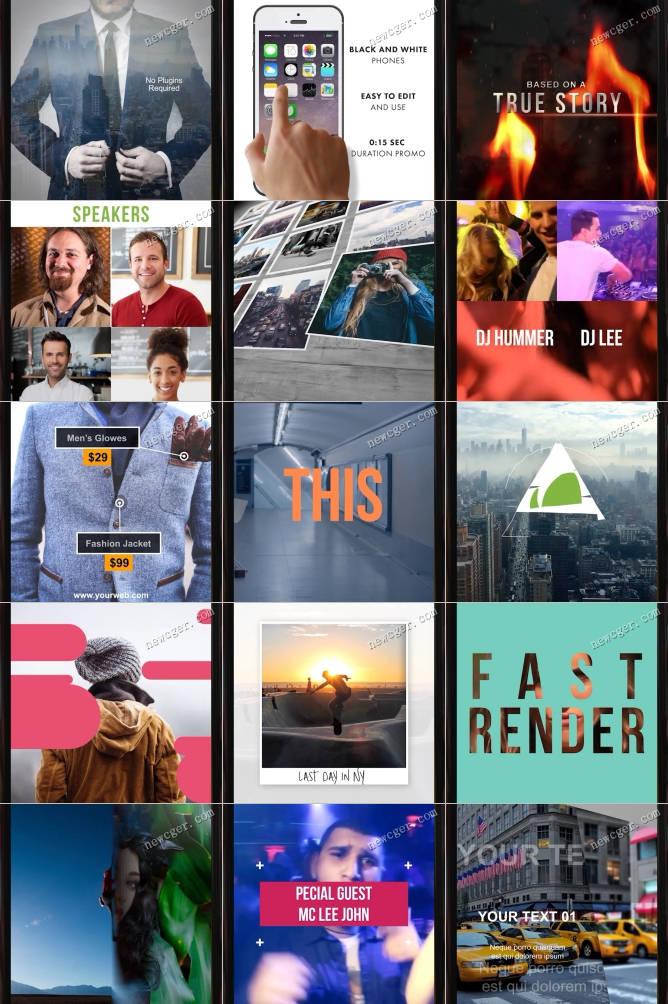 newcger.com
No Plugins
Required
newcger.com
BLACK AND WHITE
PHONES
EASY TO EDIT
AND USE
0:15 SEC
DURATION PROMO
newcger.com
BASED ON A
TRUE STORY
SPEAKERS
newcger.com
newcger.com
newcger.com
DJ HUMMER
DJ LEE
newcger.com
Men's Glowes
$29
Fashion Jacket
$99
www.yourweb.com
newcger.com
THIS
newcger.com
newcger.com
newcger.com
LAST DAY IN NY
newcger.com
FAST
RENDER
newcger.com
newcger.com
PECIAL GUEST
MC LEE JOHN
newcger.com
YOUR TE
YOUR TEXT 01
Neque porro quisquam
est qui dolorem ipsum
Neque porro quisq
est qui dolorem ip